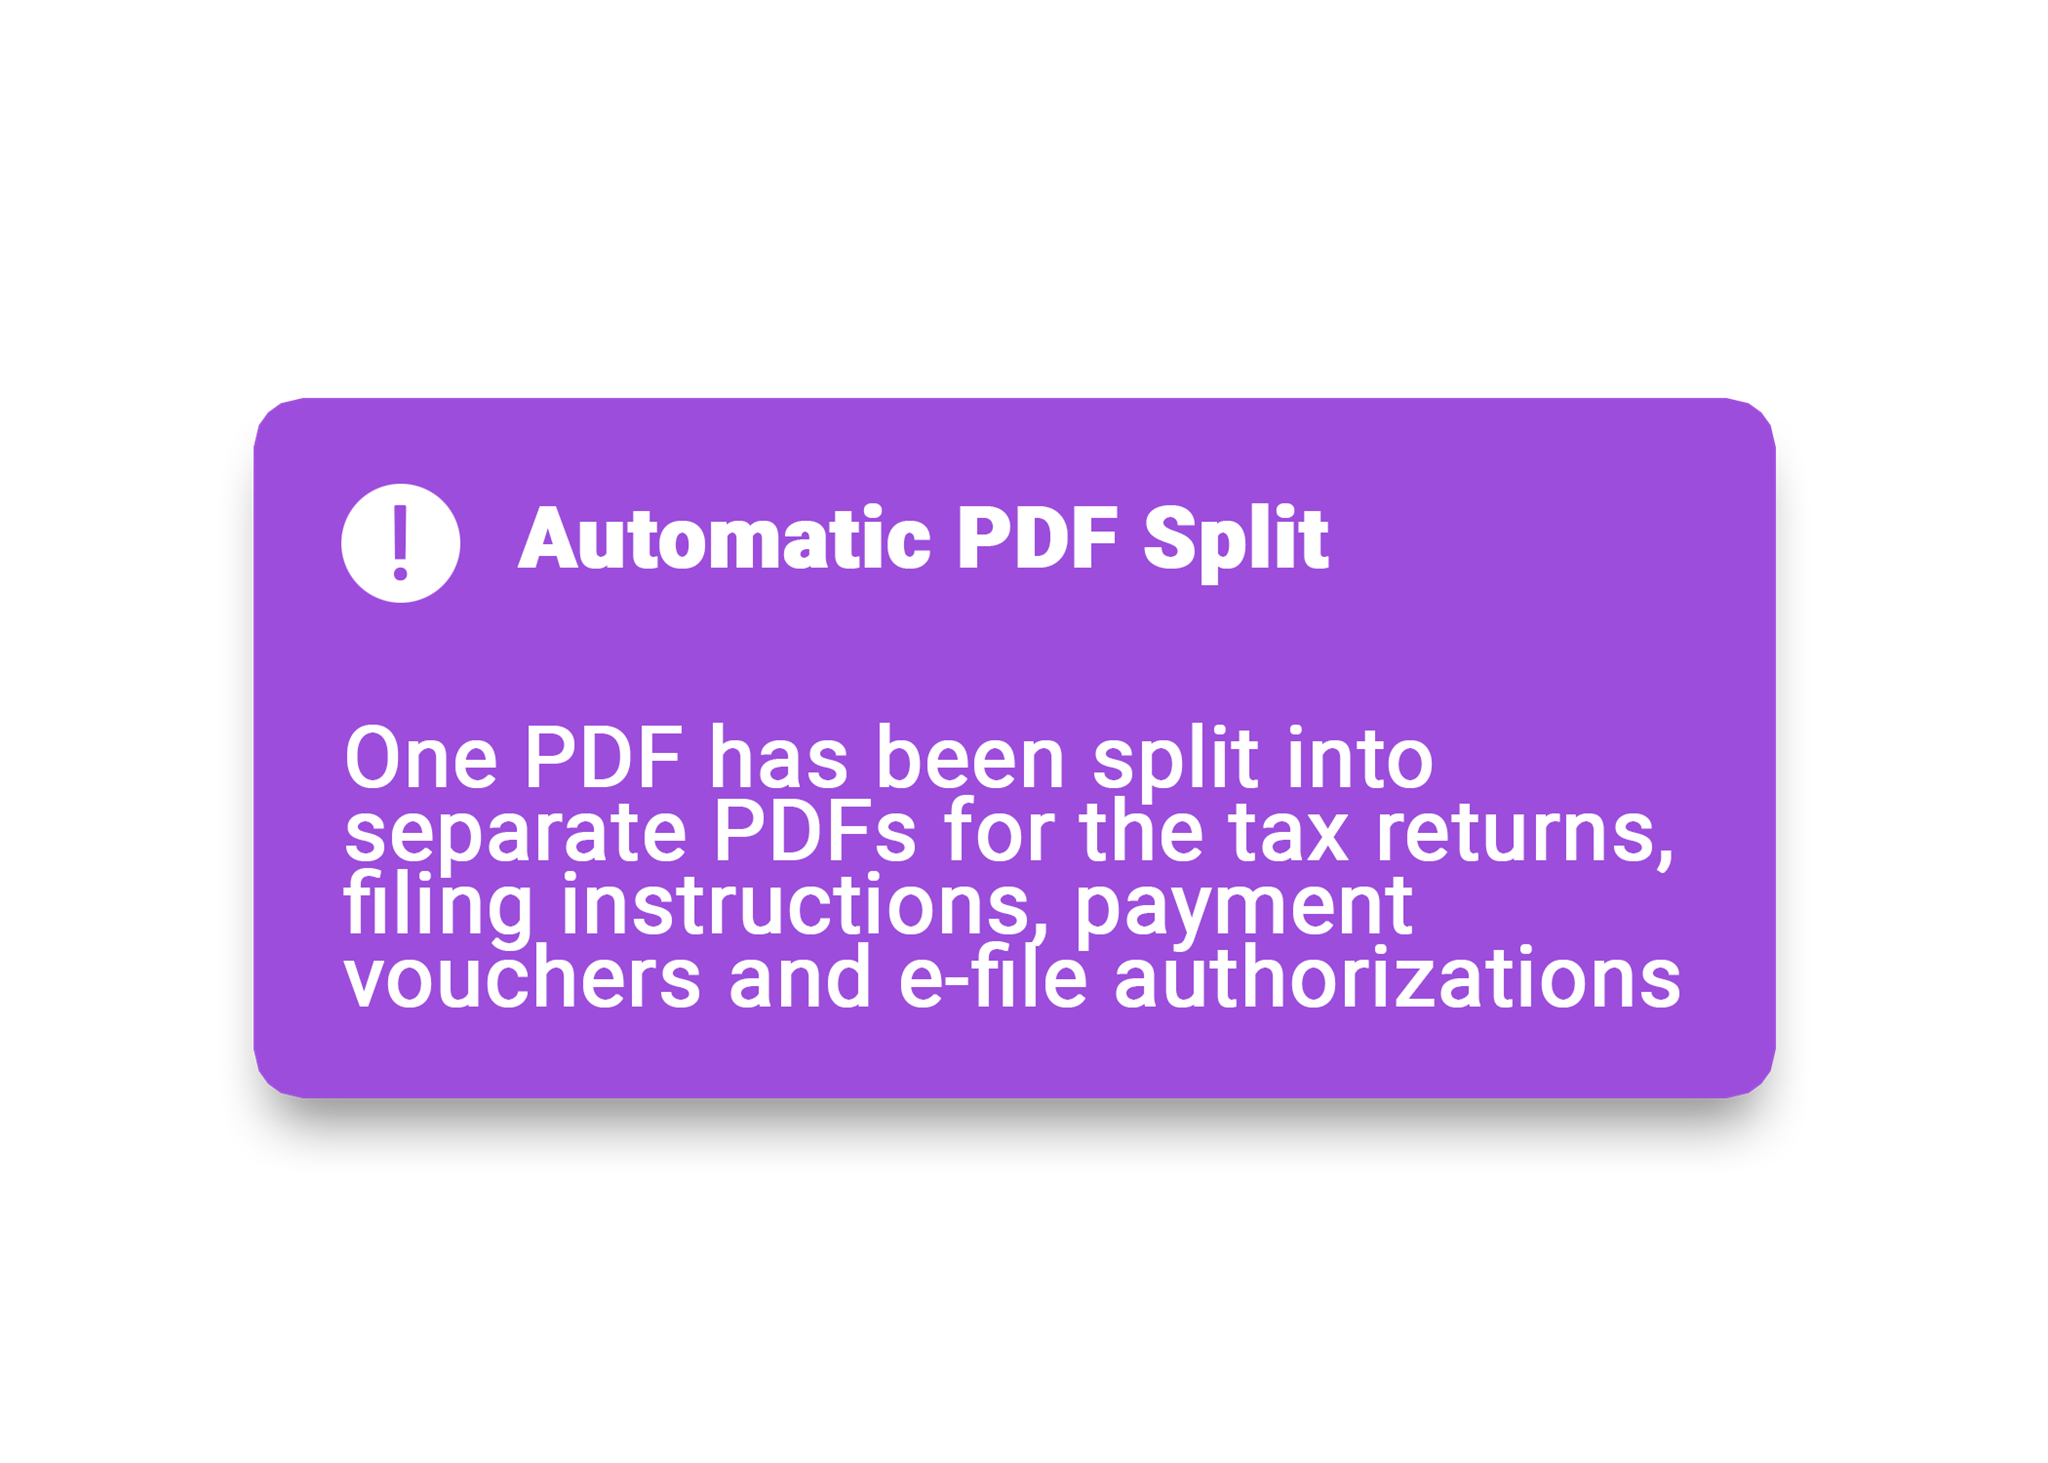 Automatic PDF Split
One PDF has been split into
separate PDFs for the tax returns,
filing instructions, payment
vouchers and e-file authorizations